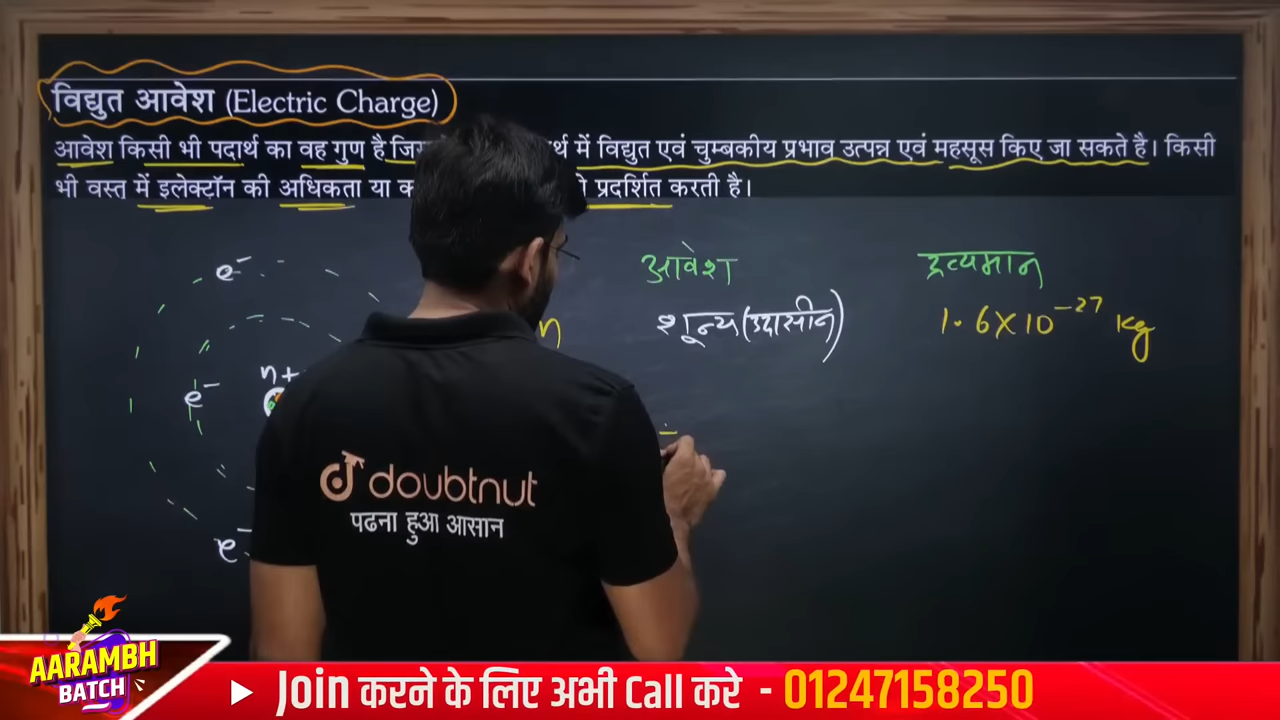 विद्युत आवेश (Electric Charge)
आवेश किसी भी पदार्थ का वह गुण है में विद्युत एवं चुम्बकीय प्रभाव उत्पन्न एवं महसूस किए जा सकते है। किसी
भी वस्त में इलेक्ट्रॉन की अधिकता या प्रदर्शित करती है।
e⁻
आवेश
द्रव्यमान
n
शून्य (उदासीन)
1.6×10⁻²⁷ kg
n+
e⁻
e⁻
doubtnut
पढना हुआ आसान
AARAMBH
BATCH
Join करने के लिए अभी Call करे - 01247158250